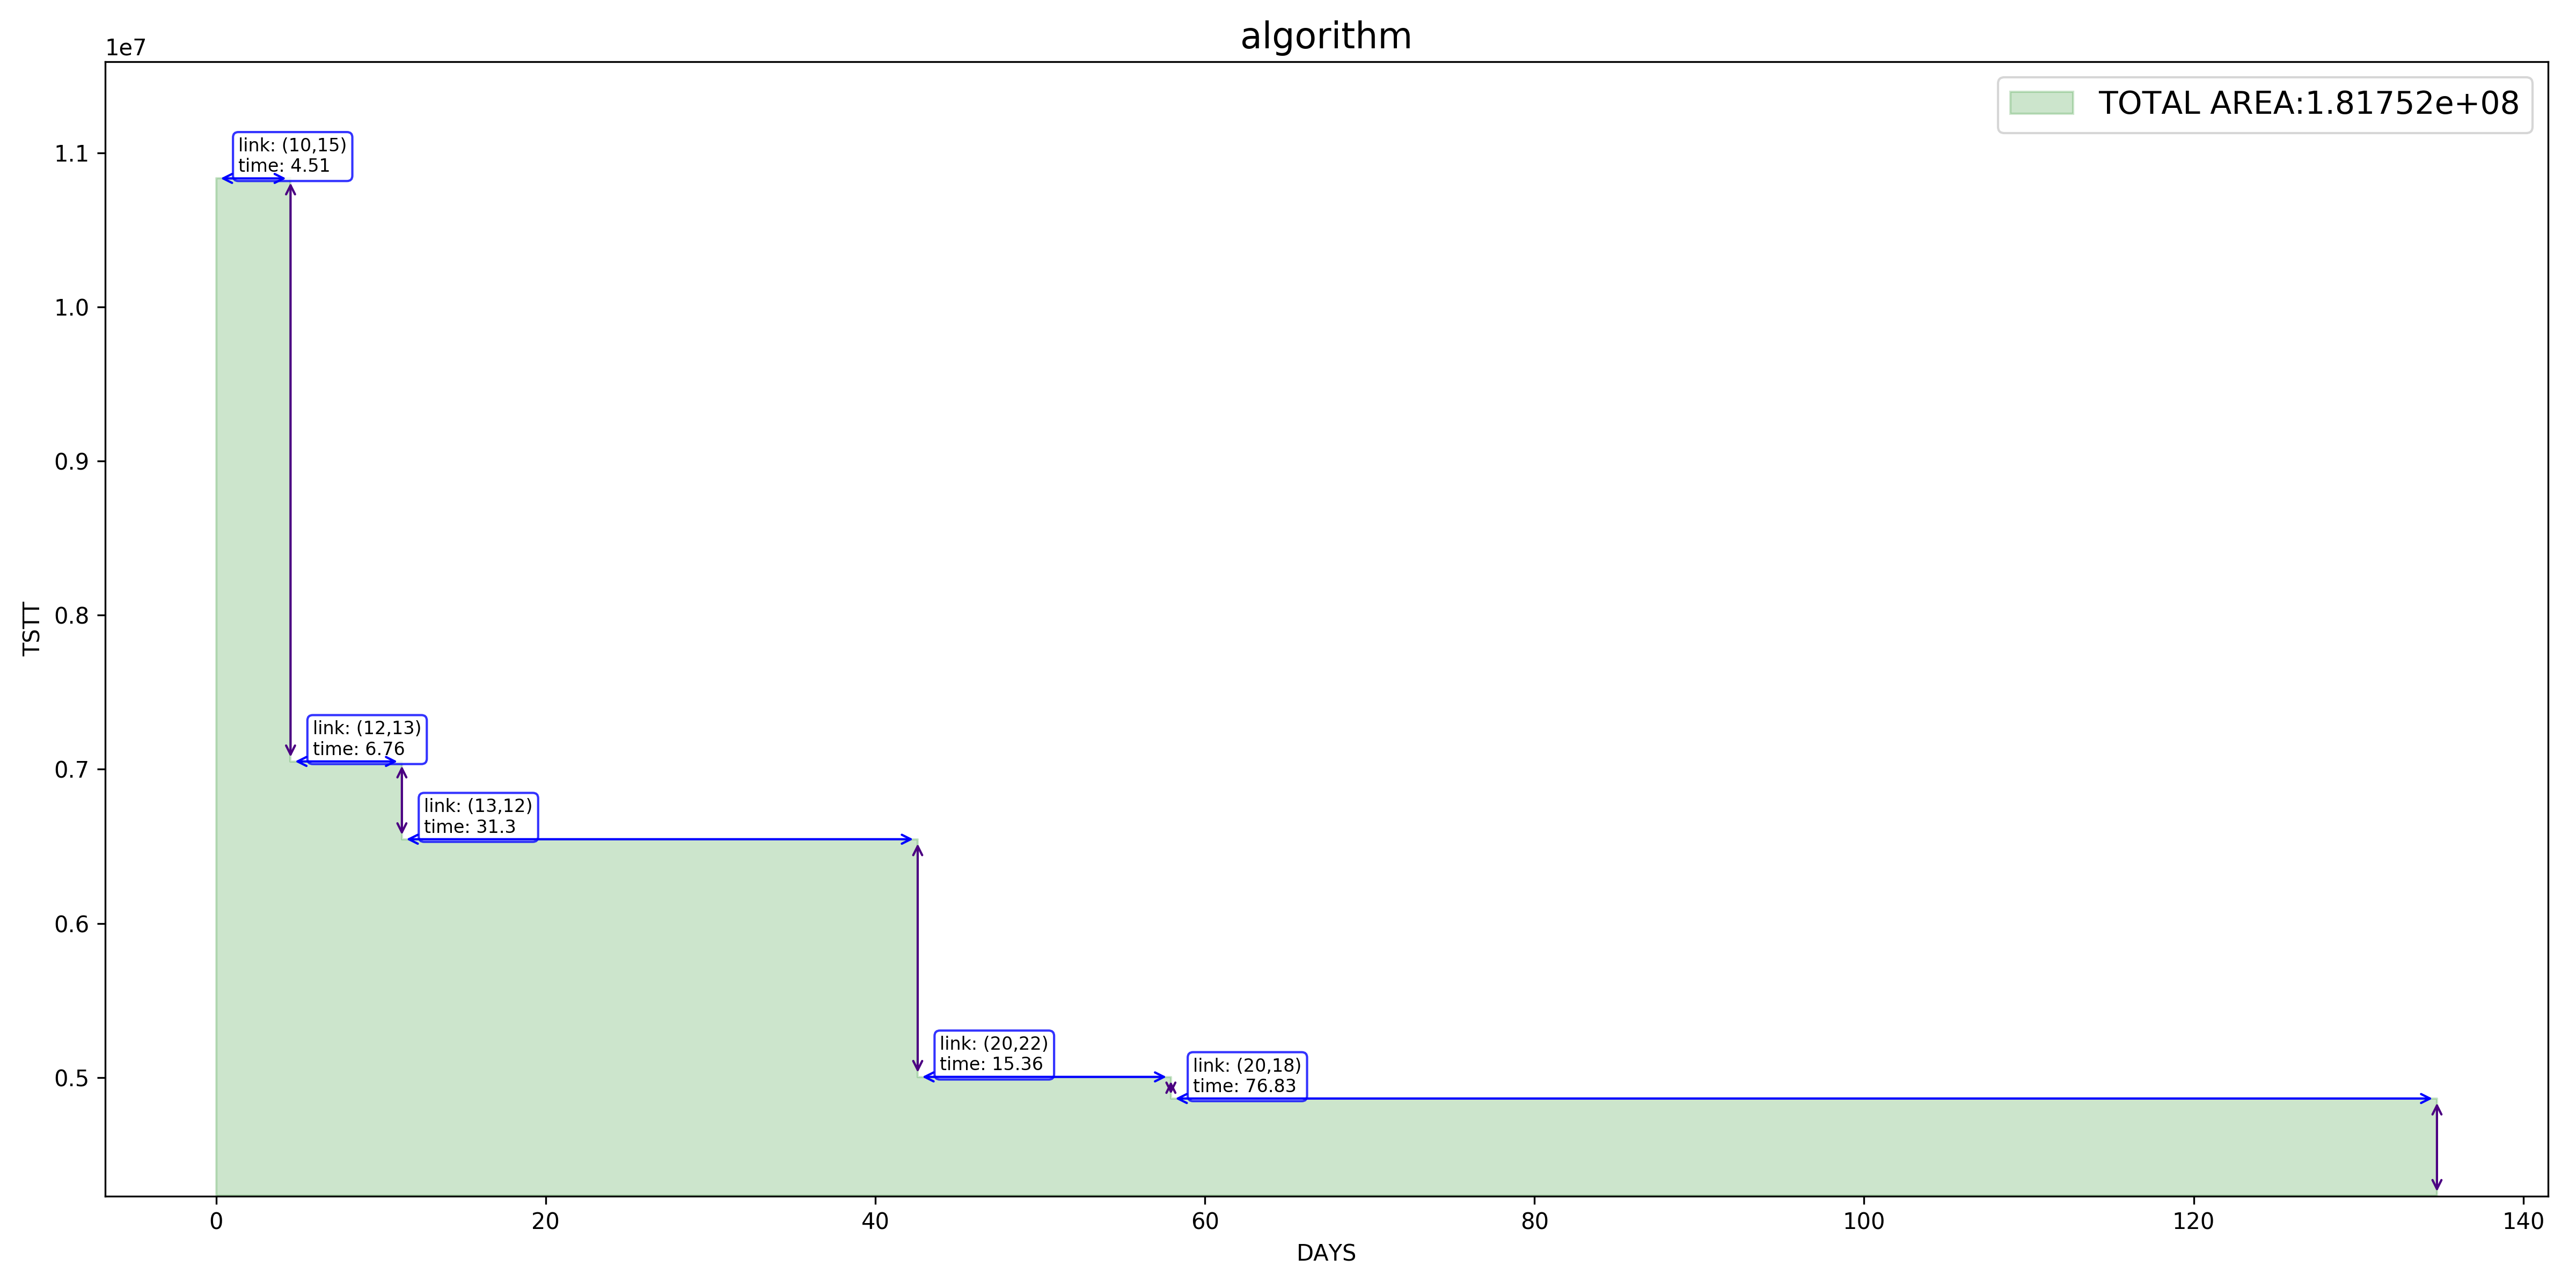 algorithm
1e7
TOTAL AREA:1.81752e+08
link: (10,15)
time: 4.51
1.1
1.0
0.9
0.8
TSTT
link: (12,13)
time: 6.76
0.7
link: (13,12)
time: 31.3
0.6
link: (20,22)
time: 15.36
link: (20,18)
time: 76.83
0.5
0 20 40 60 80 100 120 140
DAYS